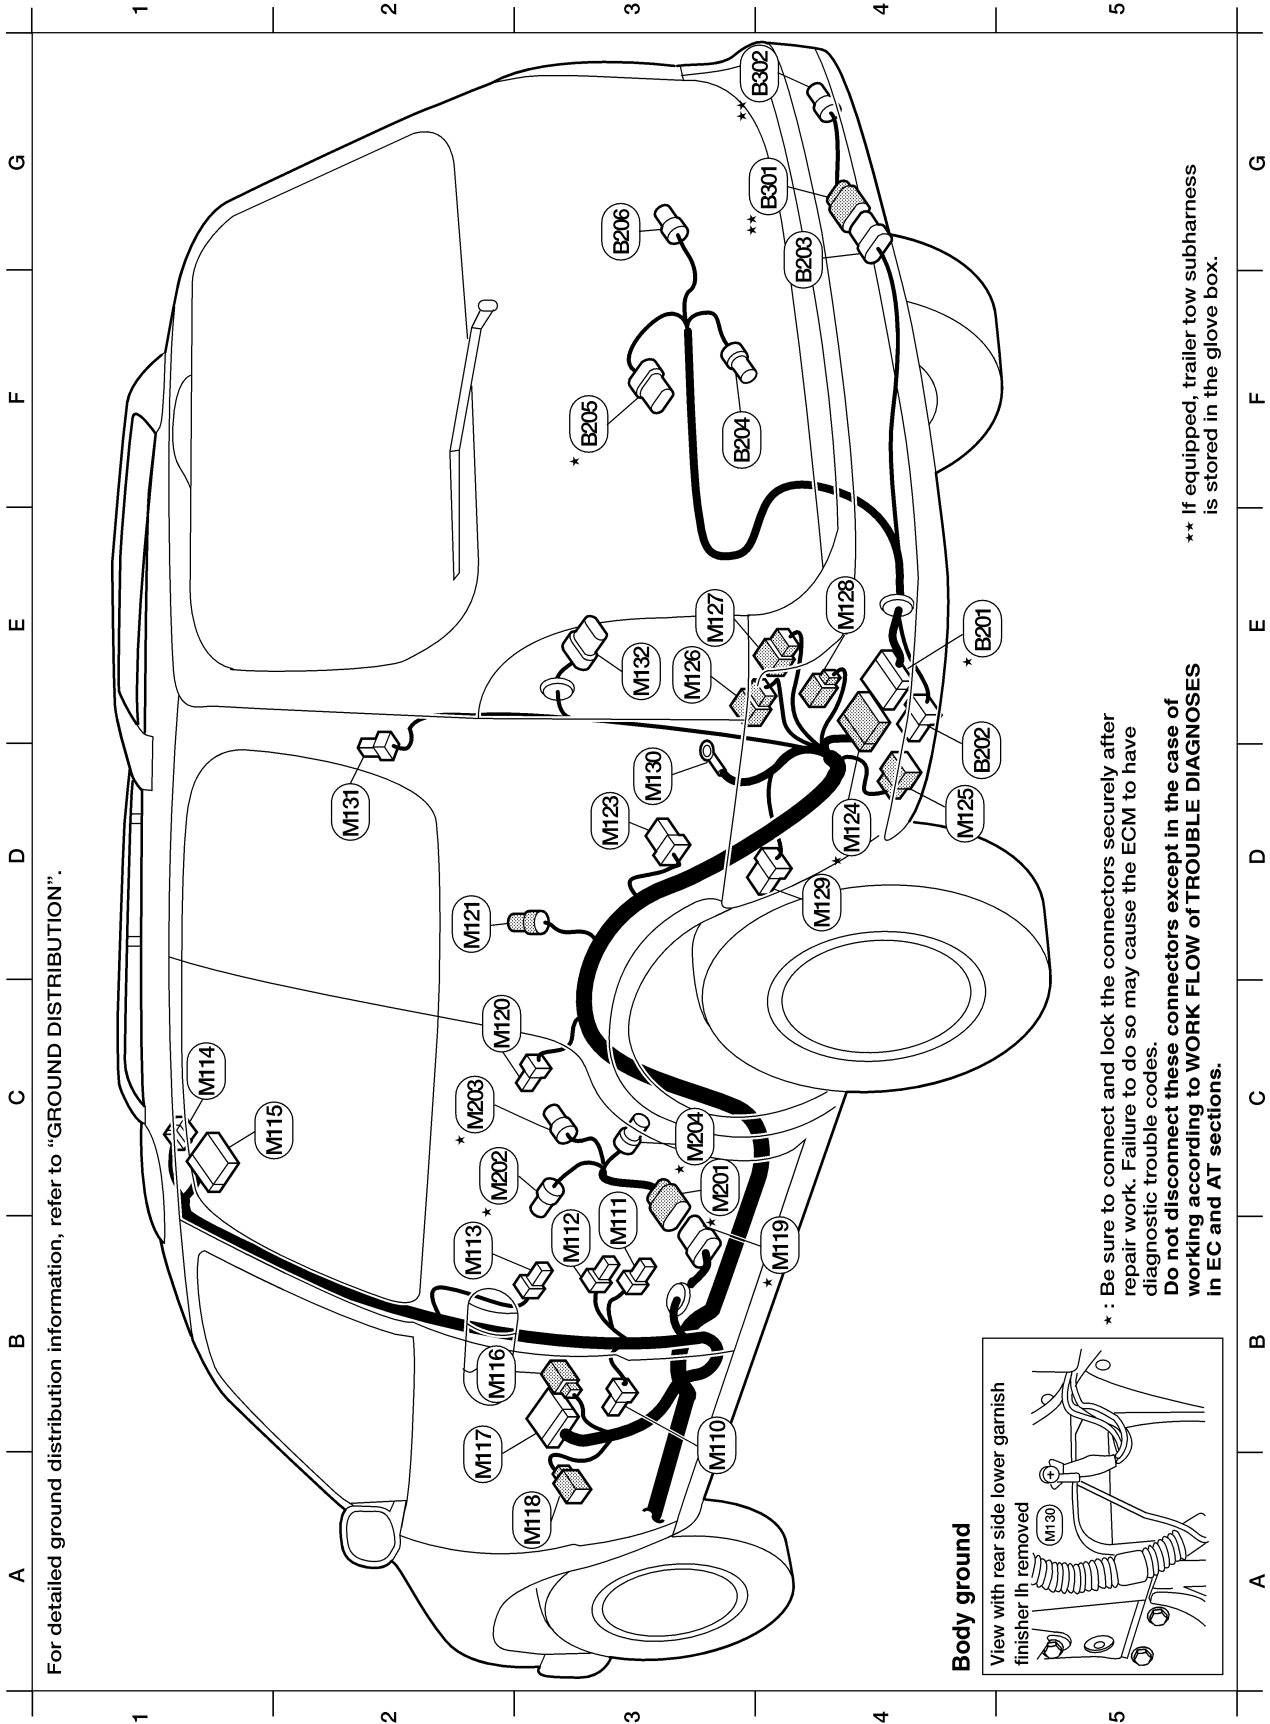 For detailed ground distribution information, refer to “GROUND DISTRIBUTION”.
A B C D E F G
1
2
3
4
5
1
2
3
4
5
M114
M115
M131
M113
★ M202
★ M203
M120
M121
M116
M117
M118
M112
M111
M110
M201 ★
M204 ★
M119 ★
M123
M130
M129
M124 ★
M125
M132
M126
M127
M128
B201 ★
B202
★ B205
B206
B204
B203
B301 ★★
B302 ★★
Body ground
View with rear side lower garnish
finisher lh removed
M130
★ : Be sure to connect and lock the connectors securely after
repair work. Failure to do so may cause the ECM to have
diagnostic trouble codes.
Do not disconnect these connectors except in the case of
working according to WORK FLOW of TROUBLE DIAGNOSES
in EC and AT sections.
★★ If equipped, trailer tow subharness
is stored in the glove box.
A B C D E F G